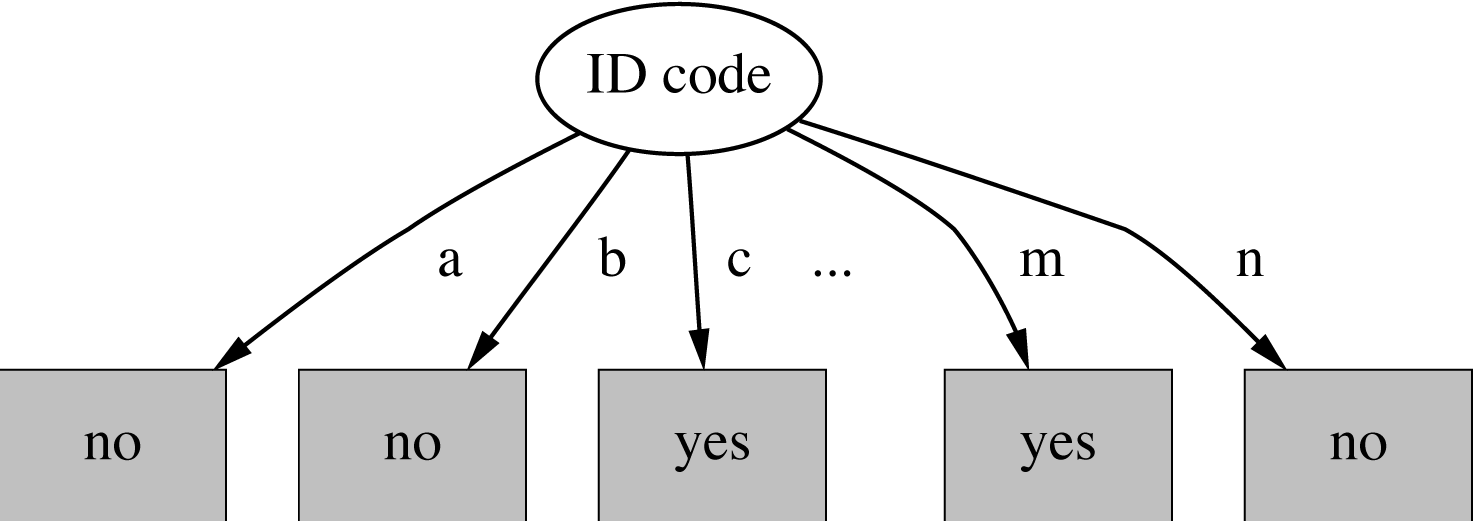 ID code
a b c ... m n
no no yes yes no